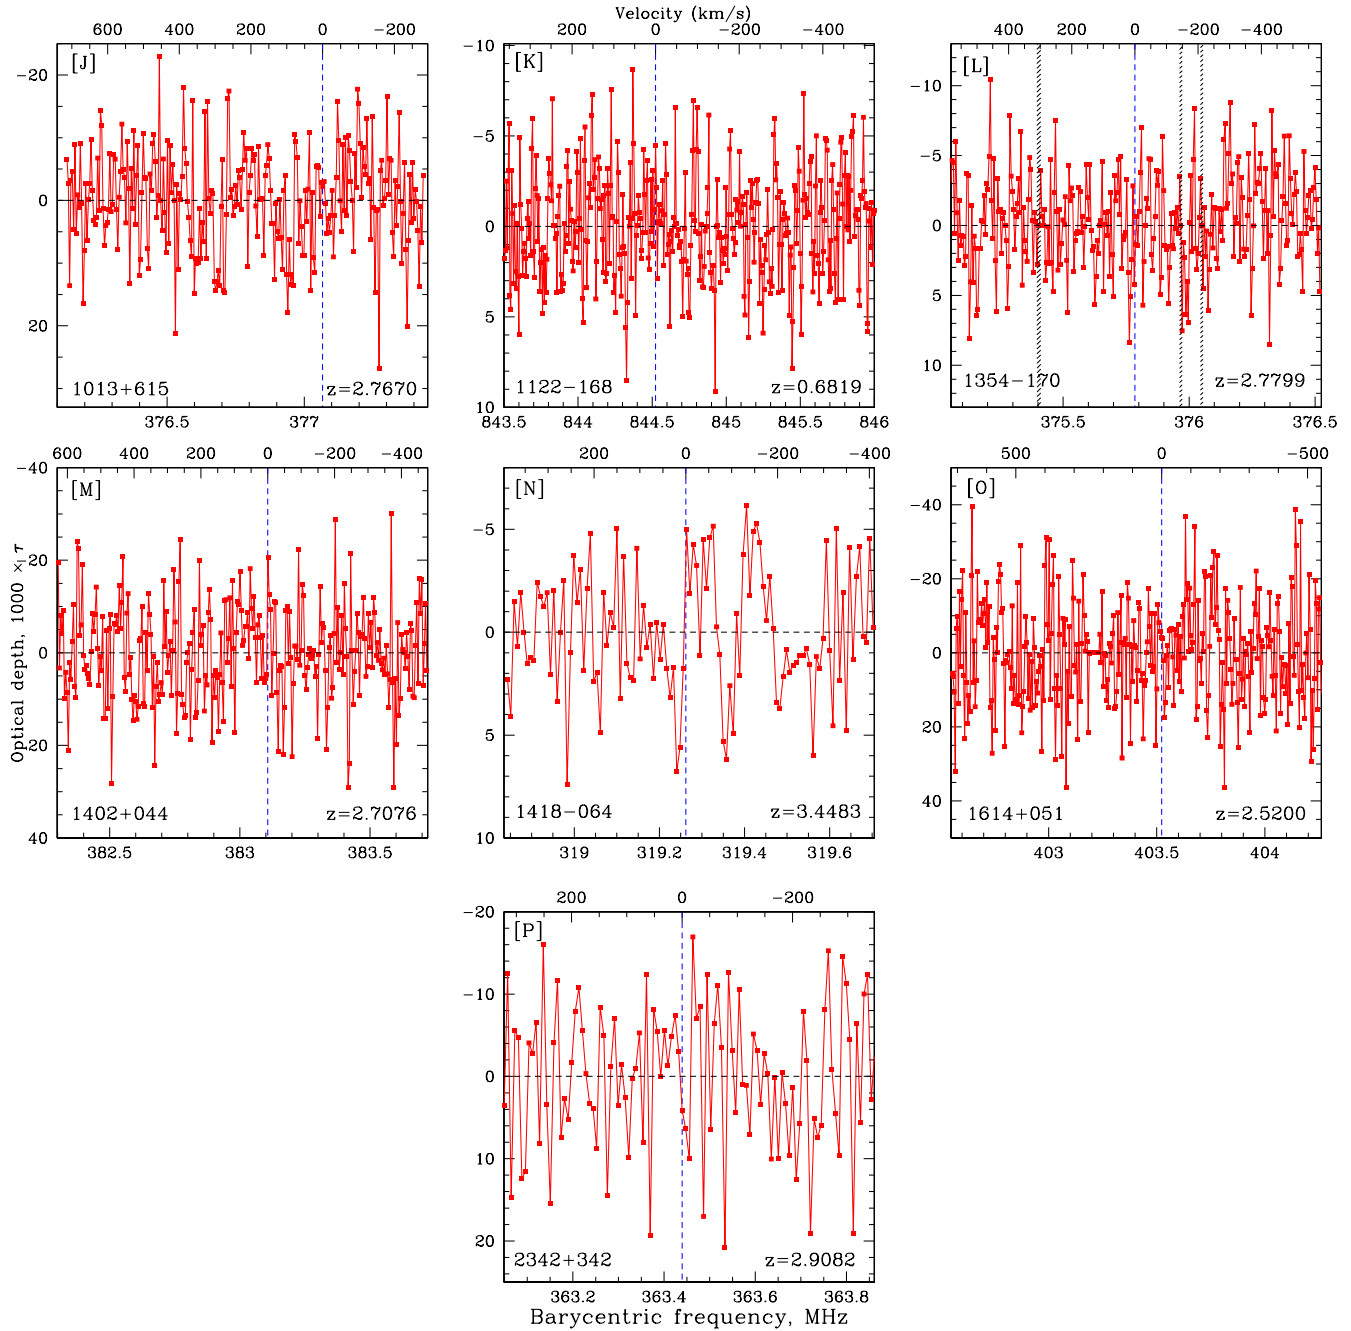 Velocity (km/s)
600 400 200 0 −200
400 200 0 −200 −400
400 200 0 −200 −400
[J]
−20
0
20
1013+615 z=2.7670
376.5 377
[K]
−10
−5
0
5
10
1122−168 z=0.6819
843.5 844 844.5 845 845.5 846
[L]
−10
−5
0
5
10
1354−170 z=2.7799
375.5 376 376.5
600 400 200 0 −200 −400
200 0 −200 −400
500 0 −500
Optical depth, 1000 × τ
[M]
−40
−20
0
20
40
1402+044 z=2.7076
382.5 383 383.5
[N]
−5
0
5
10
1418−064 z=3.4483
319 319.2 319.4 319.6
[O]
−40
−20
0
20
40
1614+051 z=2.5200
403 403.5 404
200 0 −200
[P]
−20
−10
0
10
20
2342+342 z=2.9082
363.2 363.4 363.6 363.8
Barycentric frequency, MHz